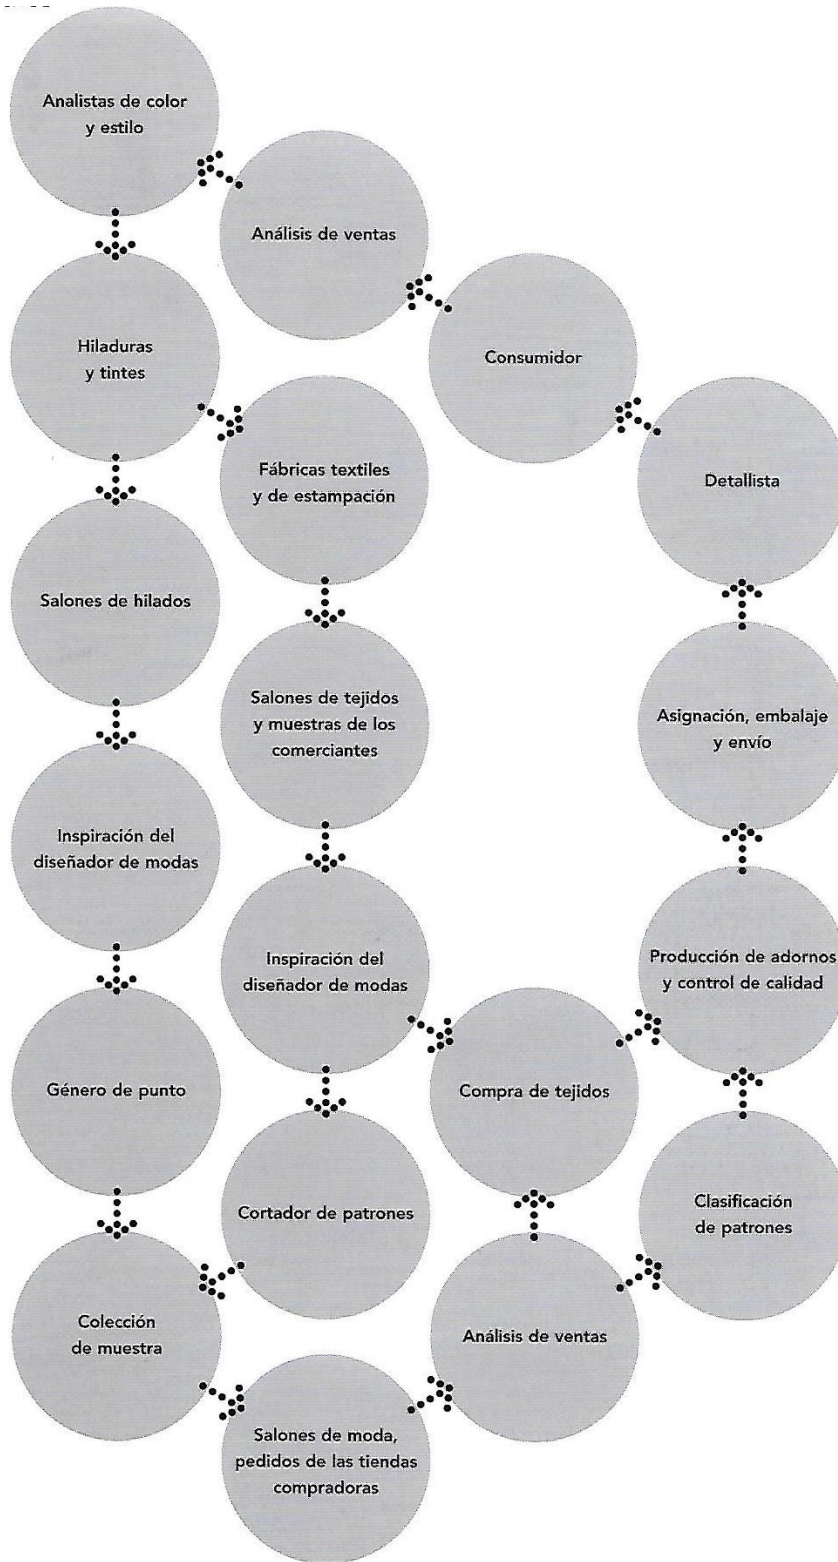 Analistas de color
y estilo
Análisis de ventas
Hiladuras
y tintes
Consumidor
Fábricas textiles
y de estampación
Detallista
Salones de hilados
Salones de tejidos
y muestras de los
comerciantes
Asignación, embalaje
y envío
Inspiración del
diseñador de modas
Inspiración del
diseñador de modas
Producción de adornos
y control de calidad
Género de punto
Compra de tejidos
Cortador de patrones
Clasificación
de patrones
Colección
de muestra
Análisis de ventas
Salones de moda,
pedidos de las tiendas
compradoras